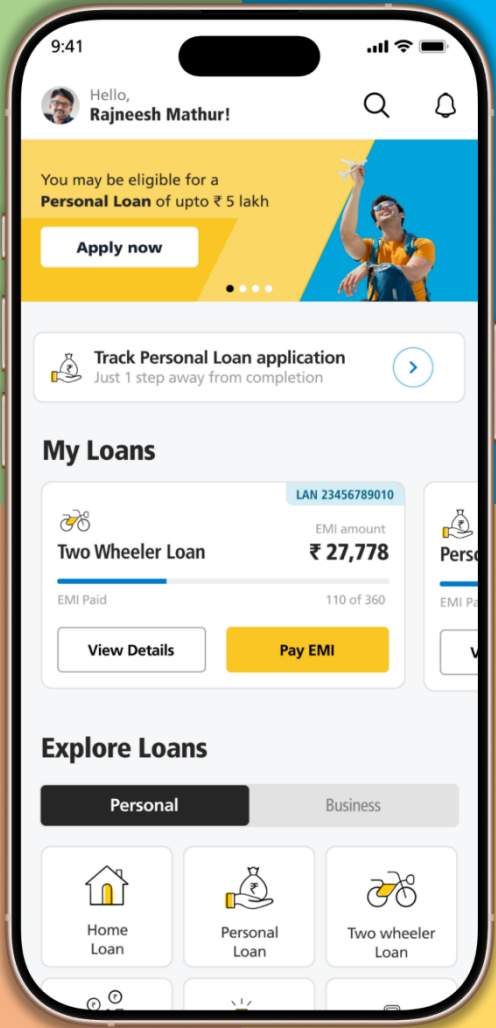 9:41
Hello,
Rajneesh Mathur!
You may be eligible for a
Personal Loan of upto ₹ 5 lakh
Apply now
Track Personal Loan application
Just 1 step away from completion
My Loans
LAN 23456789010
EMI amount
Two Wheeler Loan
₹ 27,778
EMI Paid
110 of 360
View Details
Pay EMI
Perso
EMI Pa
V
Explore Loans
Personal
Business
Home
Loan
Personal
Loan
Two wheeler
Loan